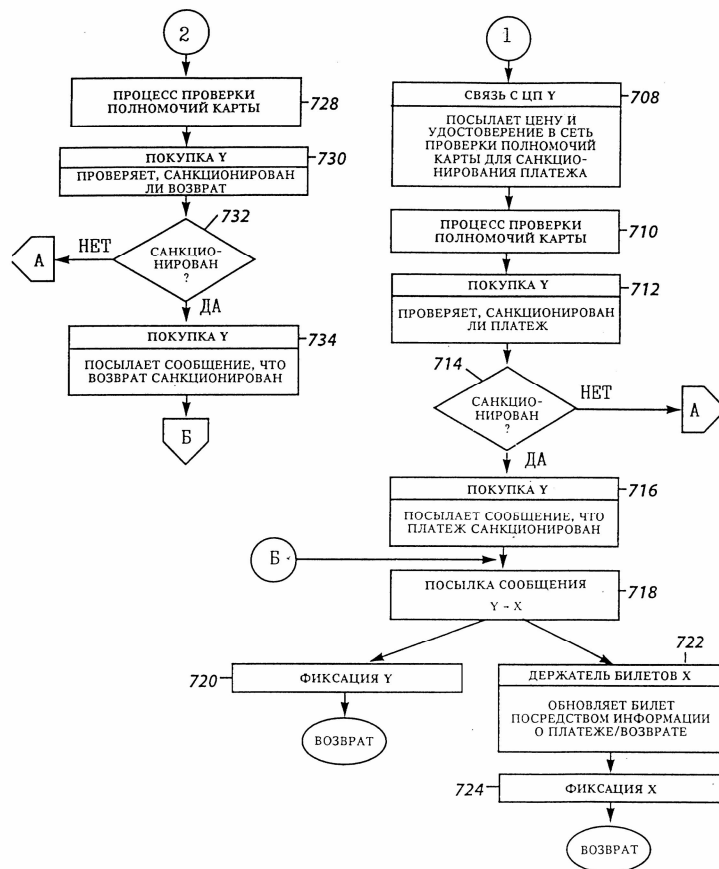 2
ПРОЦЕСС ПРОВЕРКИ
ПОЛНОМОЧИЙ КАРТЫ
728
ПОКУПКА Y
730
ПРОВЕРЯЕТ, САНКЦИОНИРОВАН
ЛИ ВОЗВРАТ
732
САНКЦИО-
НИРОВАН
?
НЕТ
А
ДА
ПОКУПКА Y
734
ПОСЫЛАЕТ СООБЩЕНИЕ, ЧТО
ВОЗВРАТ САНКЦИОНИРОВАН
Б
1
СВЯЗЬ С ЦП Y
708
ПОСЫЛАЕТ ЦЕНУ И
УДОСТОВЕРЕНИЕ В СЕТЬ
ПРОВЕРКИ ПОЛНОМОЧИЙ
КАРТЫ ДЛЯ САНКЦИО-
НИРОВАНИЯ ПЛАТЕЖА
ПРОЦЕСС ПРОВЕРКИ
ПОЛНОМОЧИЙ КАРТЫ
710
ПОКУПКА Y
712
ПРОВЕРЯЕТ, САНКЦИОНИРОВАН
ЛИ ПЛАТЕЖ
714
САНКЦИО-
НИРОВАН
?
НЕТ
А
ДА
ПОКУПКА Y
716
ПОСЫЛАЕТ СООБЩЕНИЕ, ЧТО
ПЛАТЕЖ САНКЦИОНИРОВАН
Б
ПОСЫЛКА СООБЩЕНИЯ
Y - X
718
720
ФИКСАЦИЯ Y
ВОЗВРАТ
722
ДЕРЖАТЕЛЬ БИЛЕТОВ X
ОБНОВЛЯЕТ БИЛЕТ
ПОСРЕДСТВОМ ИНФОРМАЦИИ
О ПЛАТЕЖЕ/ВОЗВРАТЕ
724
ФИКСАЦИЯ X
ВОЗВРАТ